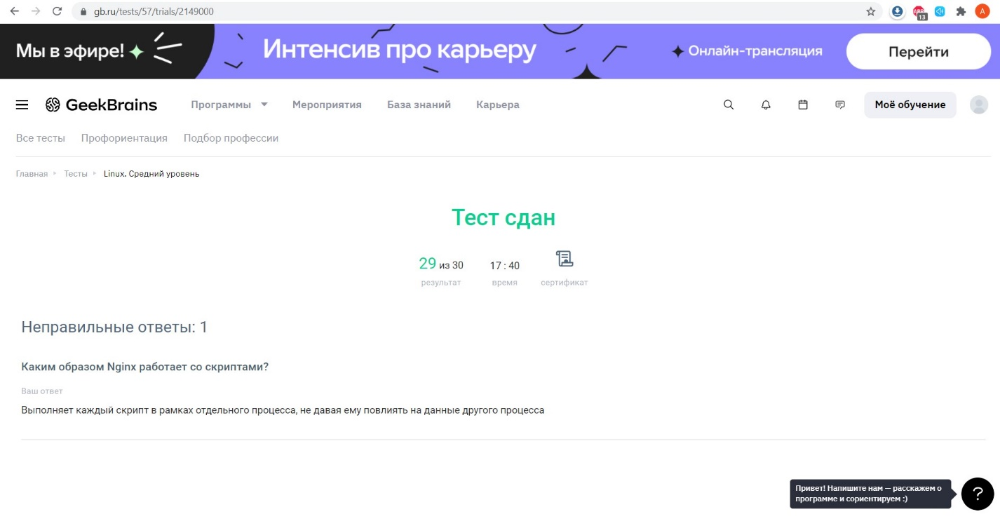 gb.ru/tests/57/trials/2149000
13
A
Мы в эфире!
Интенсив про карьеру
Онлайн-трансляция
Перейти
GeekBrains
Программы
Мероприятия
База знаний
Карьера
Моё обучение
Все тесты
Профориентация
Подбор профессии
Главная
Тесты
Linux. Средний уровень
Тест сдан
29 из 30
17 : 40
результат
время
сертификат
Неправильные ответы: 1
Каким образом Nginx работает со скриптами?
Ваш ответ
Выполняет каждый скрипт в рамках отдельного процесса, не давая ему повлиять на данные другого процесса
Привет! Напишите нам — расскажем о
программе и сориентируем :)
?